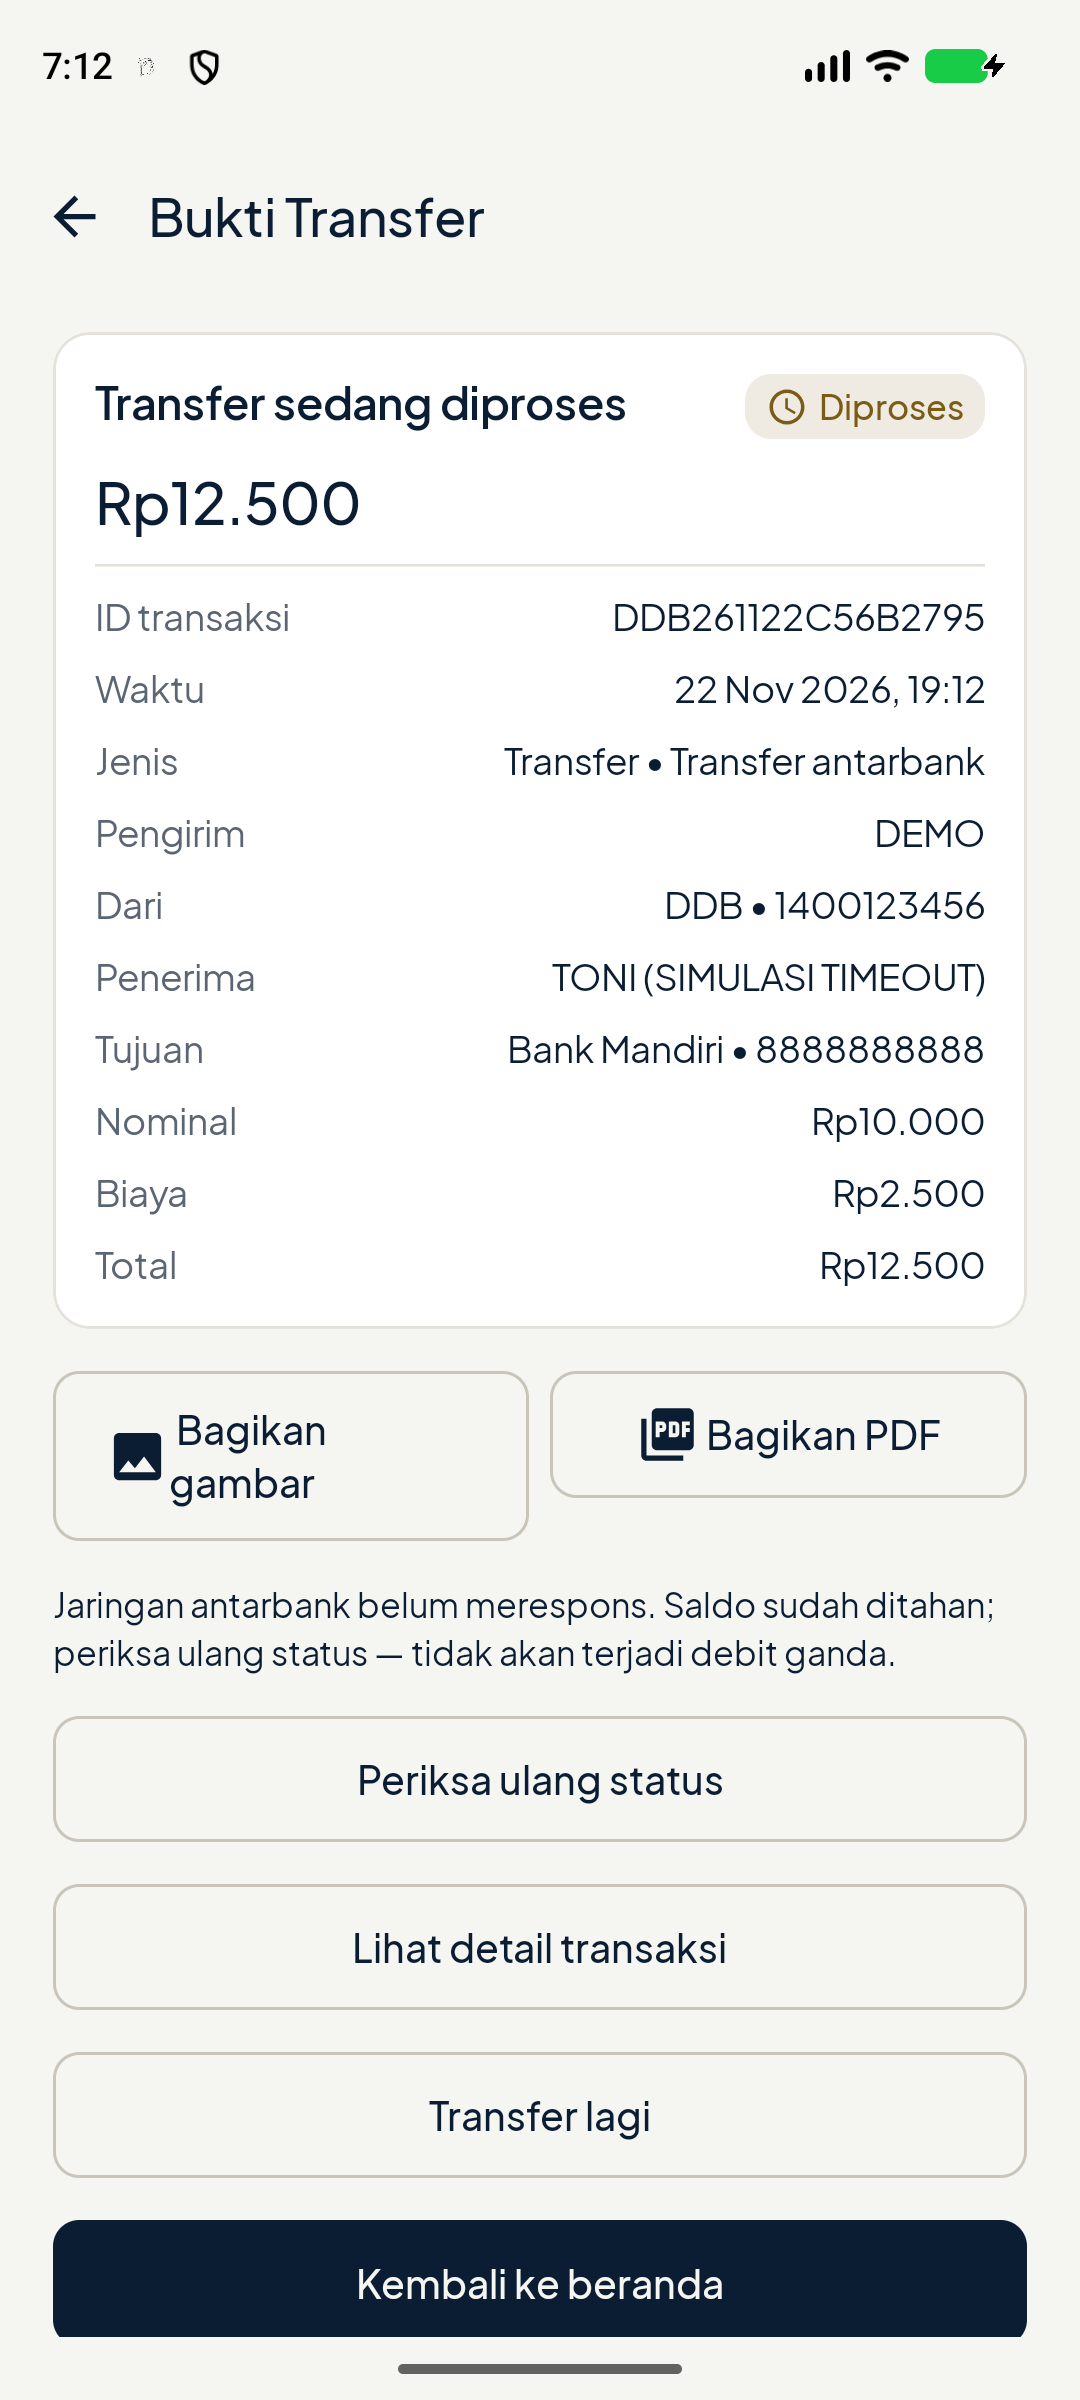 7:12
Bukti Transfer
Transfer sedang diproses
Diproses
Rp12.500
ID transaksi DDB261122C56B2795
Waktu 22 Nov 2026, 19:12
Jenis Transfer • Transfer antarbank
Pengirim DEMO
Dari DDB • 1400123456
Penerima TONI (SIMULASI TIMEOUT)
Tujuan Bank Mandiri • 8888888888
Nominal Rp10.000
Biaya Rp2.500
Total Rp12.500
Bagikan
gambar
PDF Bagikan PDF
Jaringan antarbank belum merespons. Saldo sudah ditahan;
periksa ulang status — tidak akan terjadi debit ganda.
Periksa ulang status
Lihat detail transaksi
Transfer lagi
Kembali ke beranda